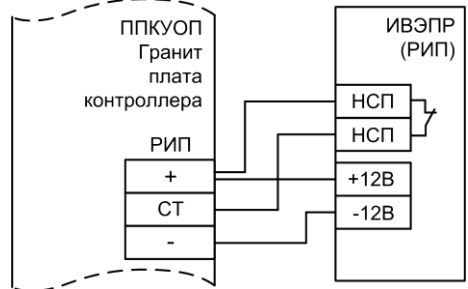 ППКУОП
Гранит
плата
контроллера
РИП
+
СТ
-
ИВЭПР
(РИП)
НСП
НСП
+12В
-12В